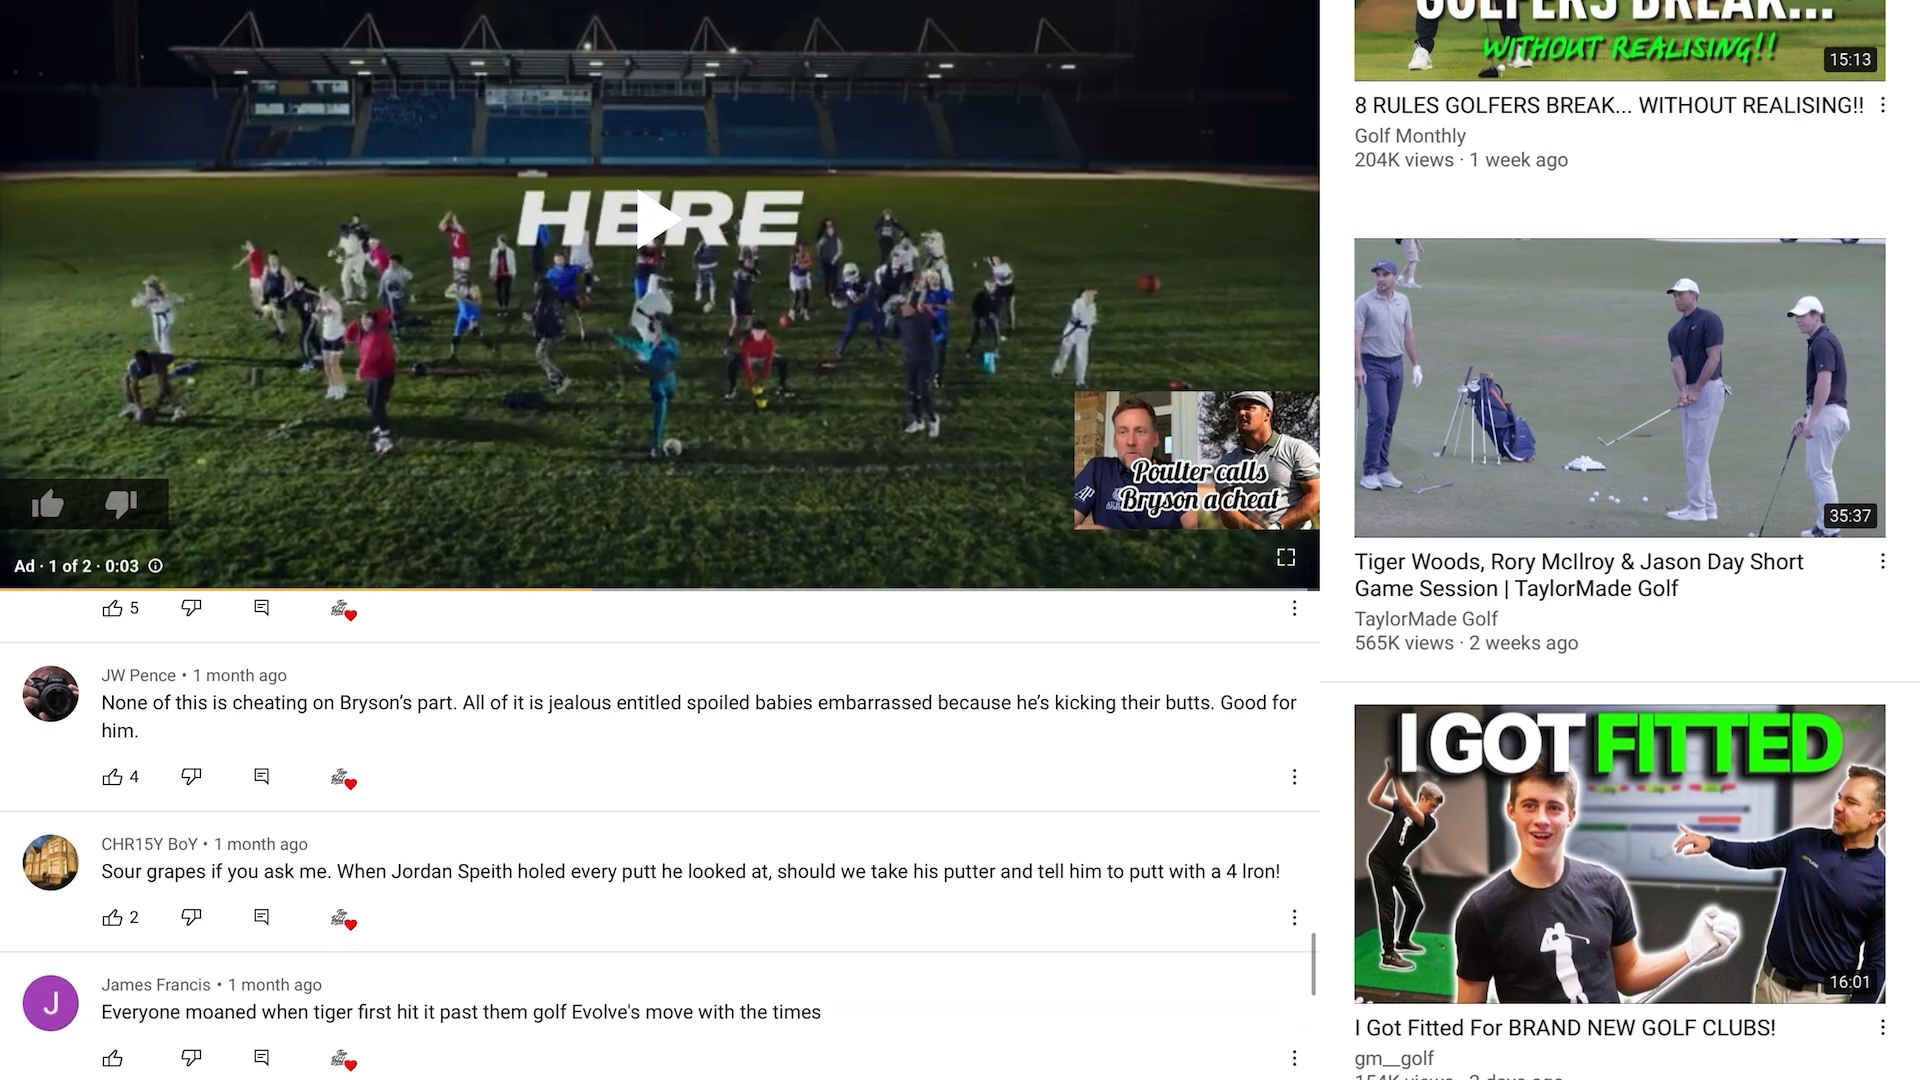 HERE
Poulter calls
Bryson a cheat
Ad · 1 of 2 · 0:03
5
JW Pence • 1 month ago
None of this is cheating on Bryson’s part. All of it is jealous entitled spoiled babies embarrassed because he’s kicking their butts. Good for
him.
4
CHR15Y BoY • 1 month ago
Sour grapes if you ask me. When Jordan Speith holed every putt he looked at, should we take his putter and tell him to putt with a 4 Iron!
2
J
James Francis • 1 month ago
Everyone moaned when tiger first hit it past them golf Evolve's move with the times
GOLFERS BREAK...
WITHOUT REALISING!!
15:13
8 RULES GOLFERS BREAK... WITHOUT REALISING!!
Golf Monthly
204K views · 1 week ago
35:37
Tiger Woods, Rory McIlroy & Jason Day Short
Game Session | TaylorMade Golf
TaylorMade Golf
565K views · 2 weeks ago
I GOT FITTED
16:01
I Got Fitted For BRAND NEW GOLF CLUBS!
gm__golf
154K views · 2 days ago